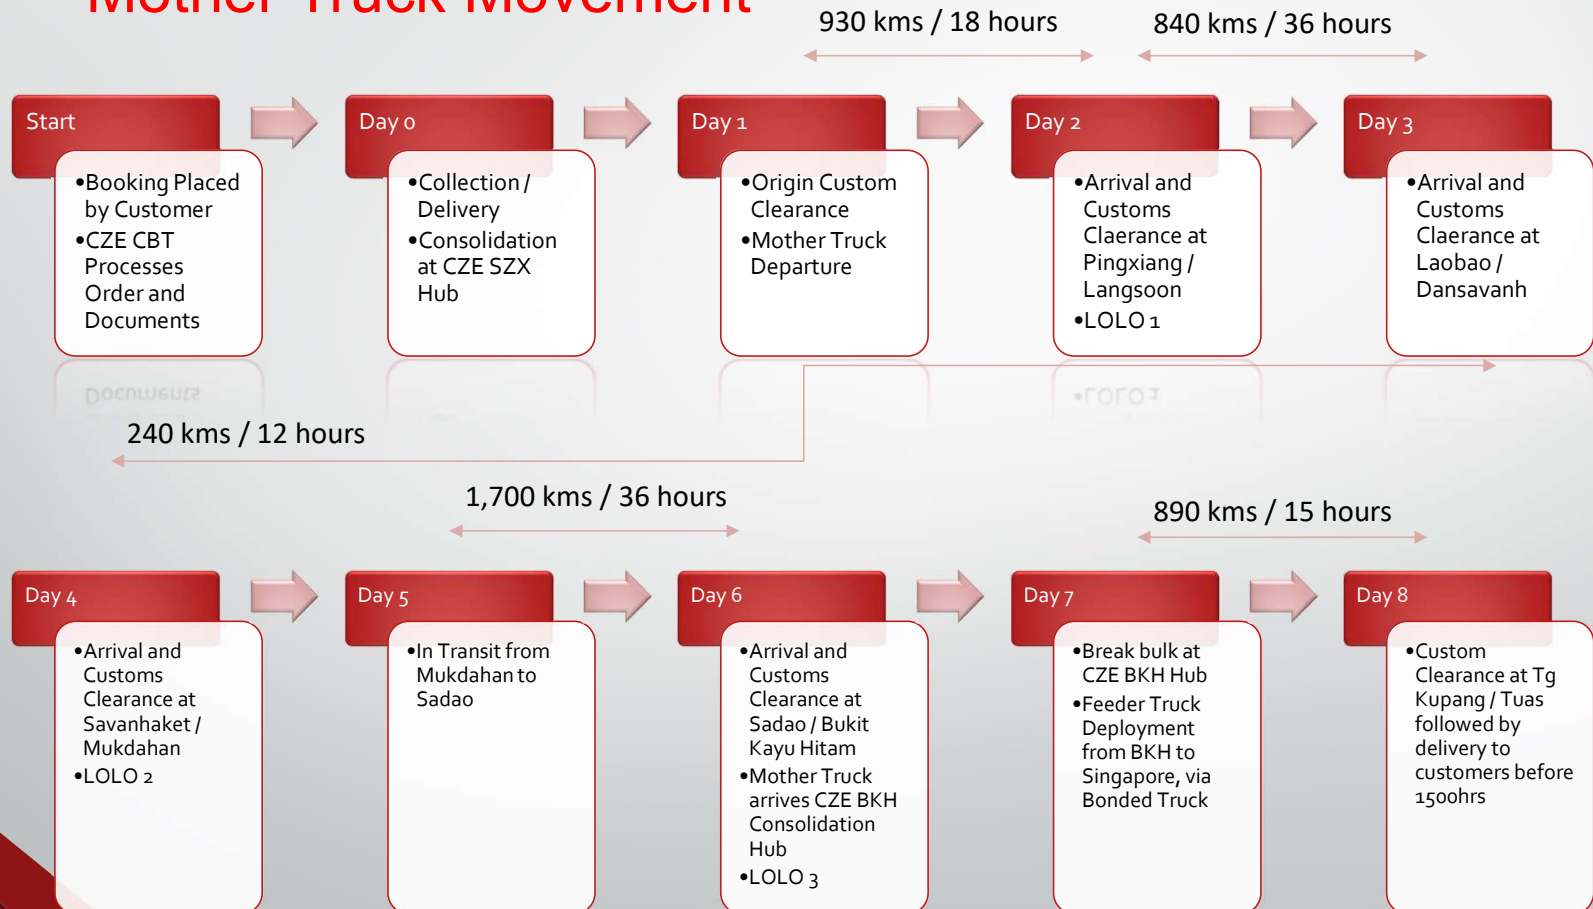 Mother Truck Movement
930 kms / 18 hours
840 kms / 36 hours
Start
•Booking Placed
by Customer
•CZE CBT
Processes
Order and
Documents
Day 0
•Collection /
Delivery
•Consolidation
at CZE SZX
Hub
Day 1
•Origin Custom
Clearance
•Mother Truck
Departure
Day 2
•Arrival and
Customs
Claerance at
Pingxiang /
Langsoon
•LOLO 1
Day 3
•Arrival and
Customs
Claerance at
Laobao /
Dansavanh
240 kms / 12 hours
1,700 kms / 36 hours
890 kms / 15 hours
Day 4
•Arrival and
Customs
Clearance at
Savanhaket /
Mukdahan
•LOLO 2
Day 5
•In Transit from
Mukdahan to
Sadao
Day 6
•Arrival and
Customs
Clearance at
Sadao / Bukit
Kayu Hitam
•Mother Truck
arrives CZE BKH
Consolidation
Hub
•LOLO 3
Day 7
•Break bulk at
CZE BKH Hub
•Feeder Truck
Deployment
from BKH to
Singapore, via
Bonded Truck
Day 8
•Custom
Clearance at Tg
Kupang / Tuas
followed by
delivery to
customers before
1500hrs